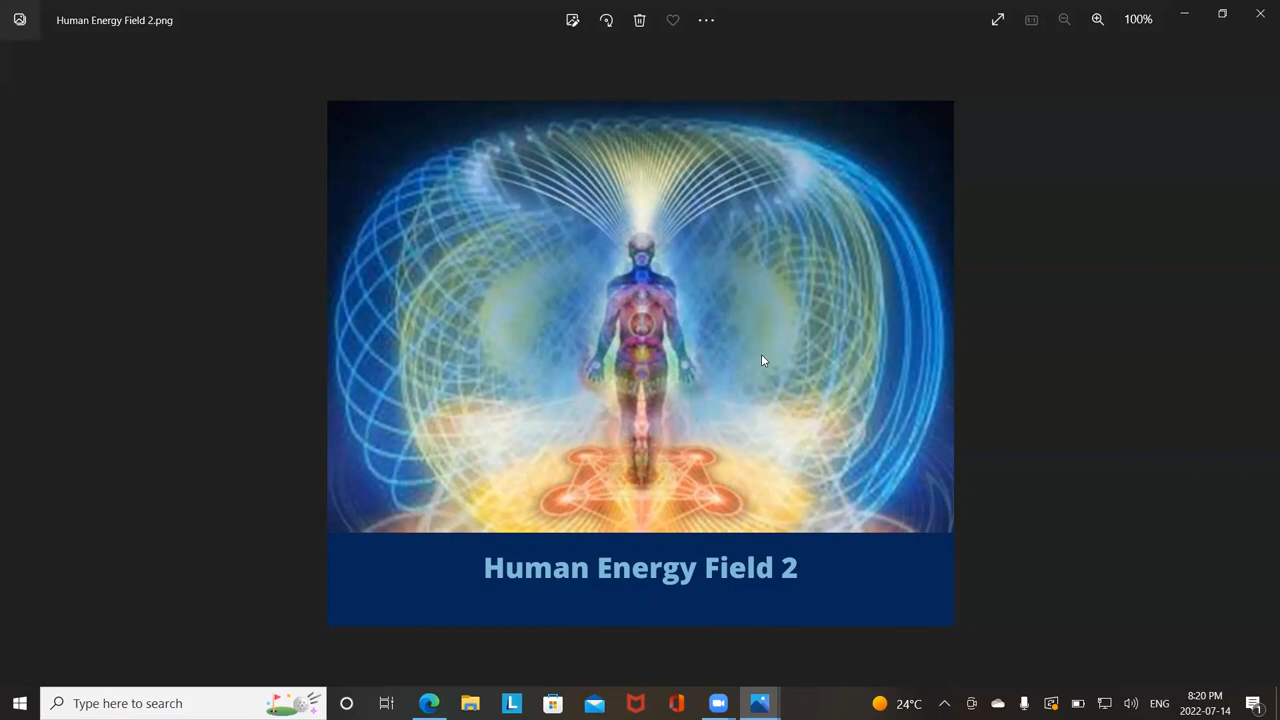 Human Energy Field 2.png
100%
Human Energy Field 2
Type here to search
L
24°C
ENG
8:20 PM
2022-07-14
1